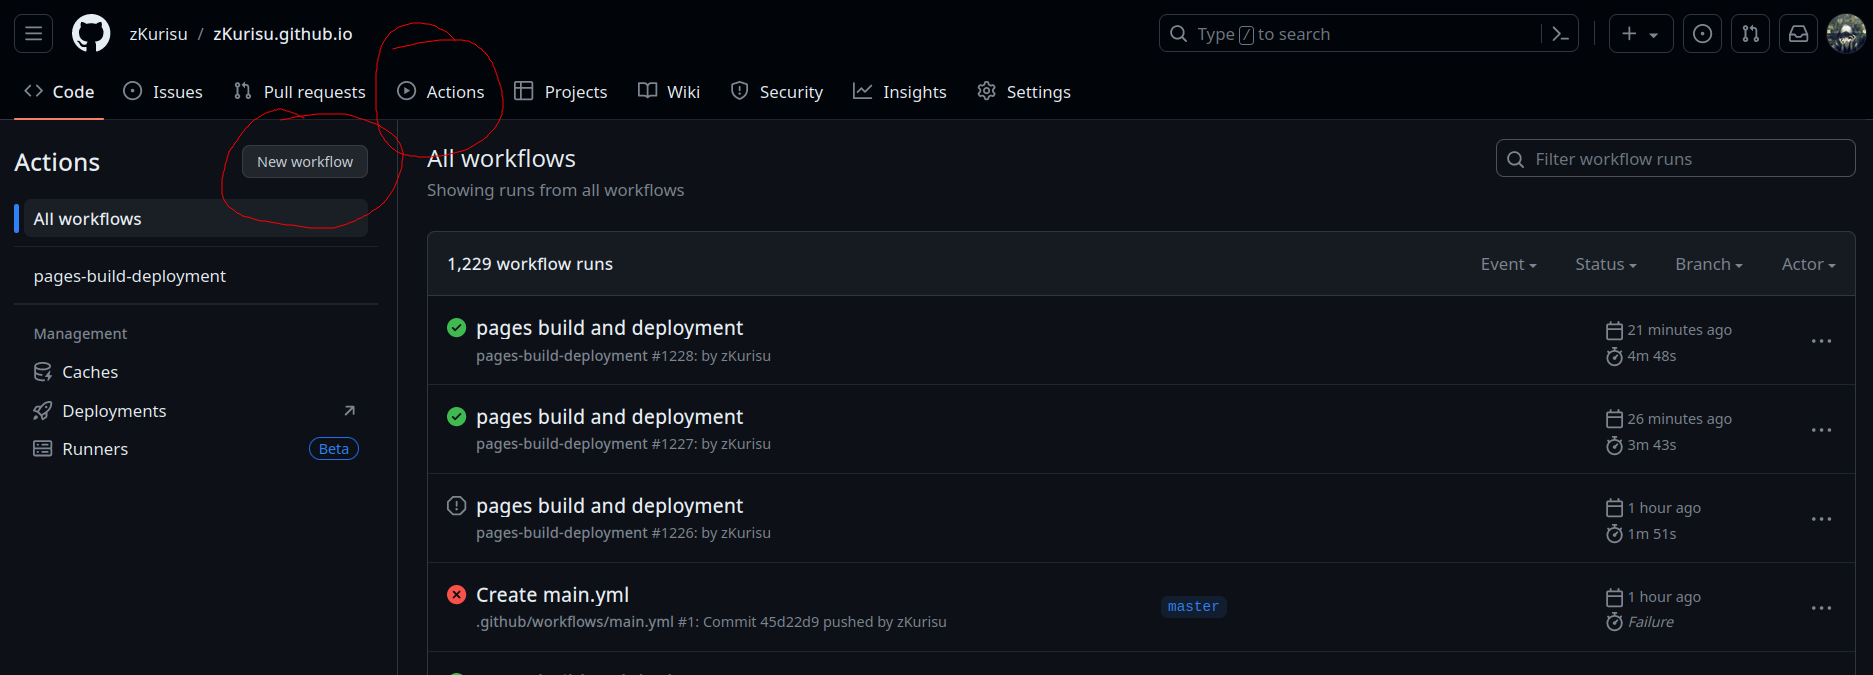 zKurisu / zKurisu.github.io
Type / to search
Code
Issues
Pull requests
Actions
Projects
Wiki
Security
Insights
Settings
Actions
New workflow
All workflows
pages-build-deployment
Management
Caches
Deployments
Runners
Beta
All workflows
Showing runs from all workflows
Filter workflow runs
1,229 workflow runs
Event
Status
Branch
Actor
pages build and deployment
pages-build-deployment #1228: by zKurisu
21 minutes ago
4m 48s
pages build and deployment
pages-build-deployment #1227: by zKurisu
26 minutes ago
3m 43s
pages build and deployment
pages-build-deployment #1226: by zKurisu
1 hour ago
1m 51s
Create main.yml
.github/workflows/main.yml #1: Commit 45d22d9 pushed by zKurisu
master
1 hour ago
Failure